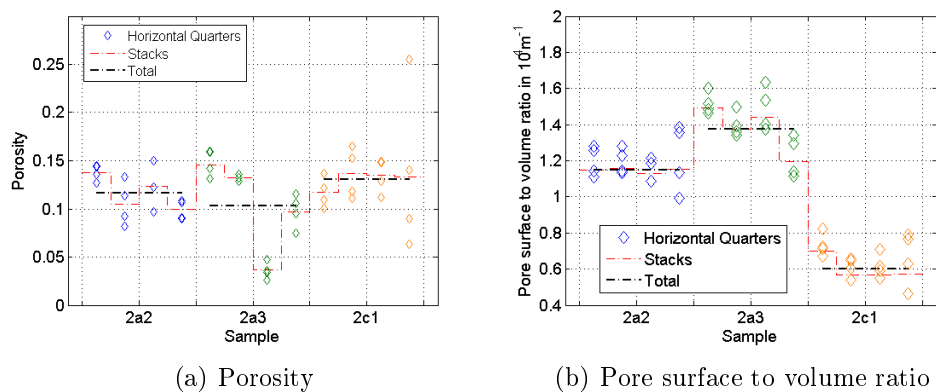 Horizontal Quarters
Stacks
Total
0.25
0.2
0.15
0.1
0.05
0
Porosity
2a2
2a3
2c1
Sample
(a) Porosity
2
1.8
1.6
1.4
1.2
1
0.8
0.6
0.4
Pore surface to volume ratio in 10⁴m⁻¹
Horizontal Quarters
Stacks
Total
2a2
2a3
2c1
Sample
(b) Pore surface to volume ratio